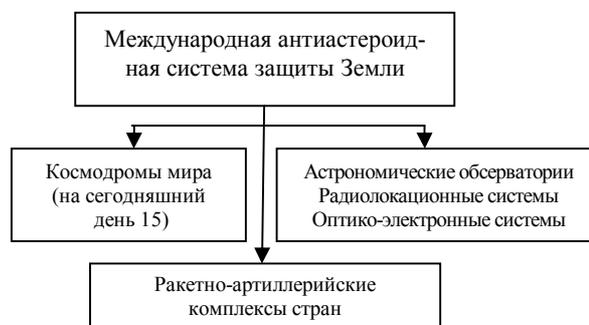 Международная антиастероид-
ная система защиты Земли
Космодромы мира
(на сегодняшний
день 15)
Астрономические обсерватории
Радиолокационные системы
Оптико-электронные системы
Ракетно-артиллерийские
комплексы стран